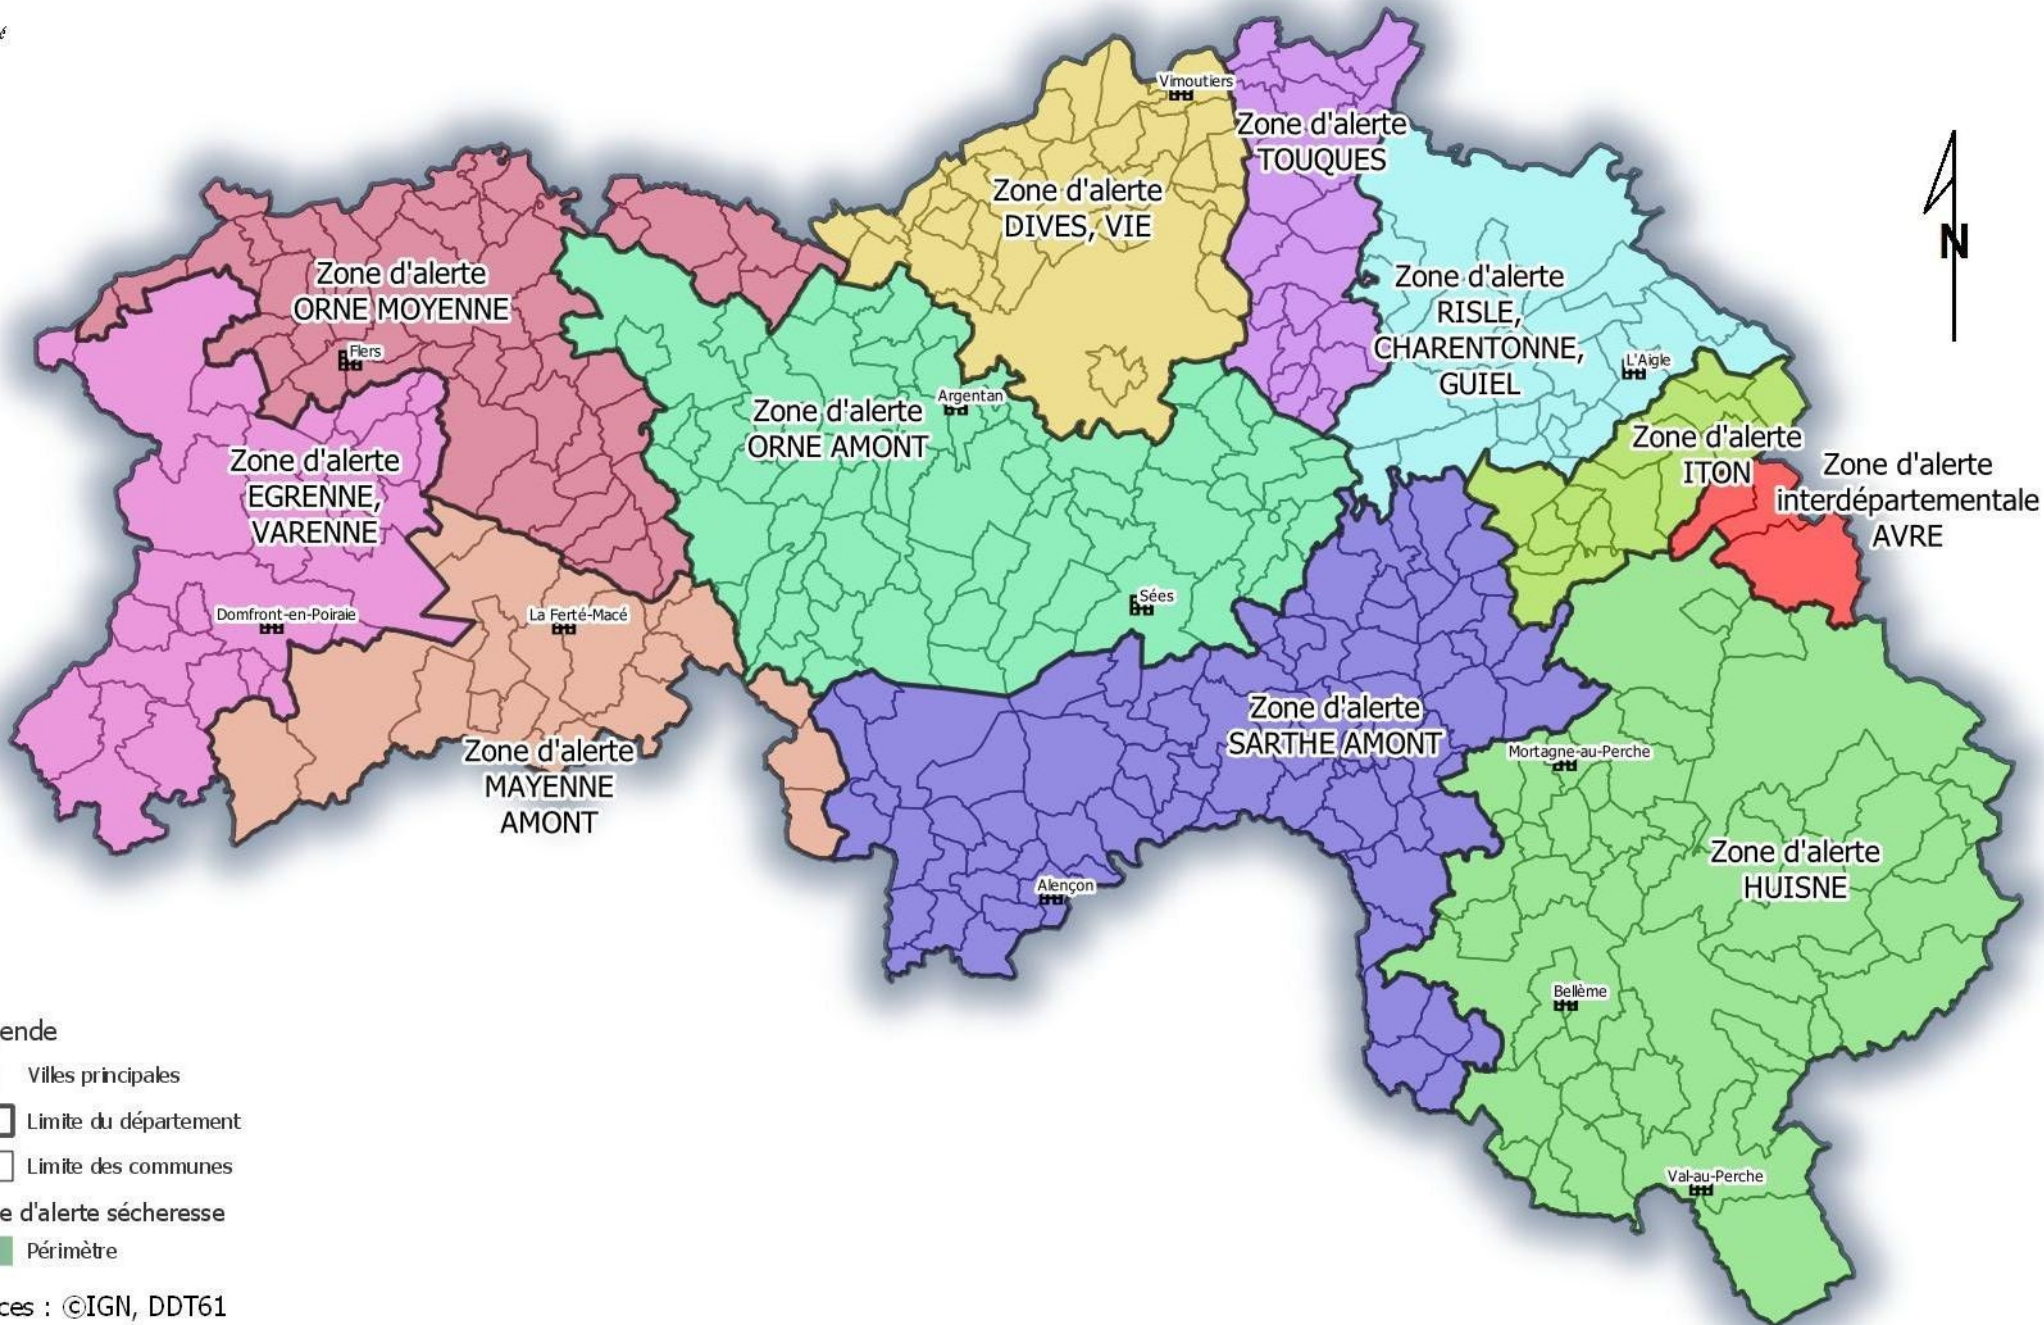 é
Vimoutiers
Zone d'alerte
TOUQUES
Zone d'alerte
DIVES, VIE
Zone d'alerte
ORNE MOYENNE
Flers
Zone d'alerte
RISLE,
CHARENTONNE,
GUIEL
L'Aigle
N
Argentan
Zone d'alerte
ORNE AMONT
Zone d'alerte
ITON
Zone d'alerte
interdépartementale
AVRE
Zone d'alerte
EGRENNE,
VARENNE
Domfront-en-Poiraie
La Ferté-Macé
Sées
Zone d'alerte
SARTHE AMONT
Mortagne-au-Perche
Zone d'alerte
MAYENNE
AMONT
Zone d'alerte
HUISNE
Alençon
Bellème
Val-au-Perche
ende
Villes principales
Limite du département
Limite des communes
e d'alerte sécheresse
Périmètre
ces : ©IGN, DDT61